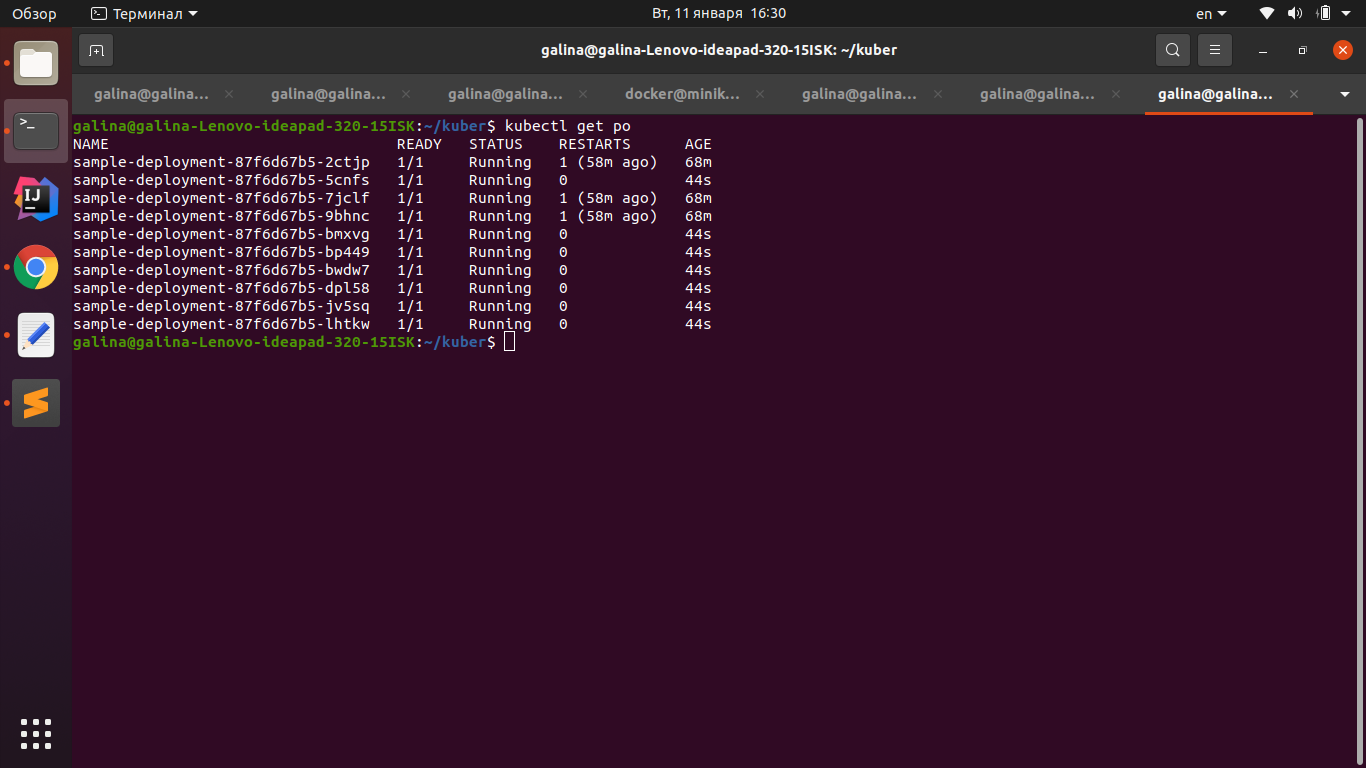 Обзор Терминал Вт, 11 января 16:30 en
galina@galina-Lenovo-ideapad-320-15ISK: ~/kuber
galina@galina... galina@galina... galina@galina... docker@minik... galina@galina... galina@galina... galina@galina...
galina@galina-Lenovo-ideapad-320-15ISK:~/kuber$ kubectl get po
NAME READY STATUS RESTARTS AGE
sample-deployment-87f6d67b5-2ctjp 1/1 Running 1 (58m ago) 68m
sample-deployment-87f6d67b5-5cnfs 1/1 Running 0 44s
sample-deployment-87f6d67b5-7jclf 1/1 Running 1 (58m ago) 68m
sample-deployment-87f6d67b5-9bhnc 1/1 Running 1 (58m ago) 68m
sample-deployment-87f6d67b5-bmxvg 1/1 Running 0 44s
sample-deployment-87f6d67b5-bp449 1/1 Running 0 44s
sample-deployment-87f6d67b5-bwdw7 1/1 Running 0 44s
sample-deployment-87f6d67b5-dpl58 1/1 Running 0 44s
sample-deployment-87f6d67b5-jv5sq 1/1 Running 0 44s
sample-deployment-87f6d67b5-lhtkw 1/1 Running 0 44s
galina@galina-Lenovo-ideapad-320-15ISK:~/kuber$
IJ